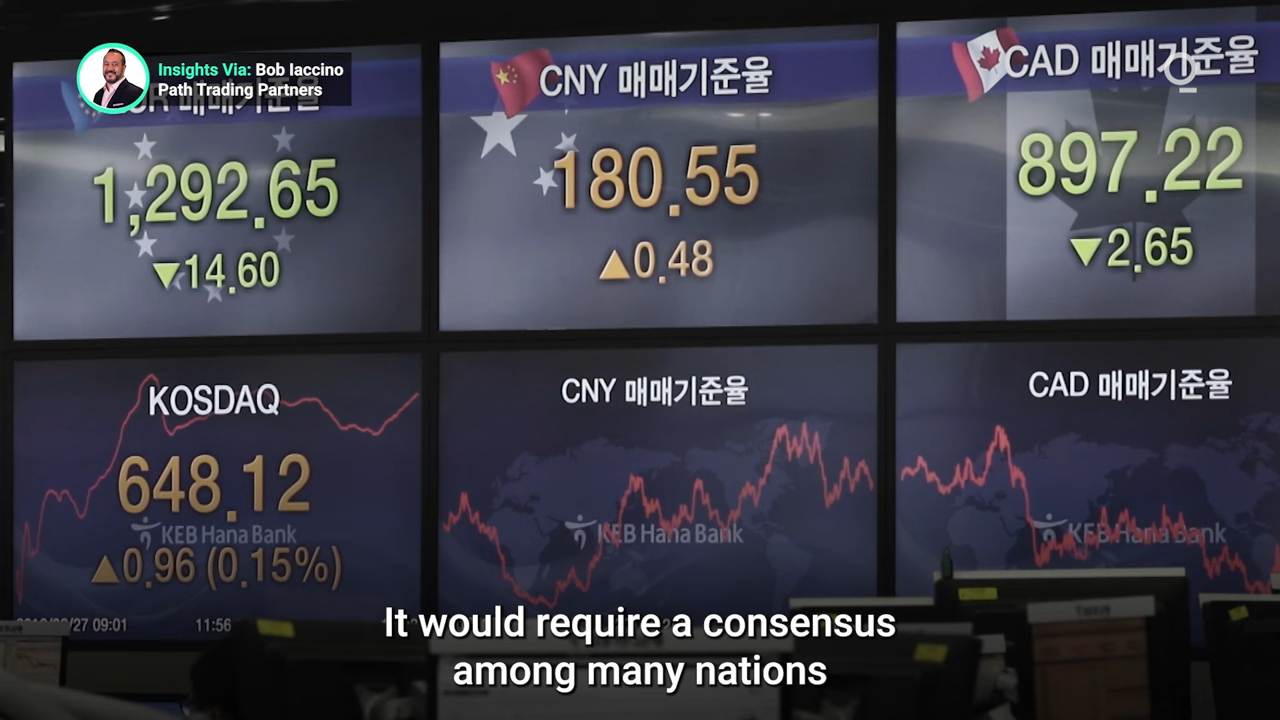 Insights Via: Bob Iaccino
Path Trading Partners
매매기준율
1,292.65
▼14.60
CNY 매매기준율
180.55
▲0.48
CAD 매매기준율
897.22
▼2.65
KOSDAQ
648.12
KEB Hana Bank
▲0.96 (0.15%)
09:01
11:56
CNY 매매기준율
KEB Hana Bank
CAD 매매기준율
KEB Hana Bank
It would require a consensus
among many nations